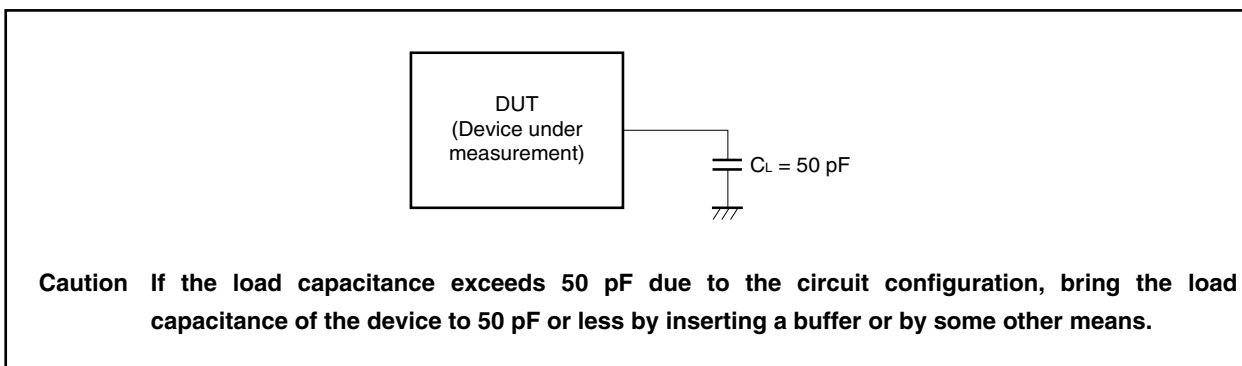 DUT
(Device under
measurement)
CL = 50 pF
Caution If the load capacitance exceeds 50 pF due to the circuit configuration, bring the load
capacitance of the device to 50 pF or less by inserting a buffer or by some other means.